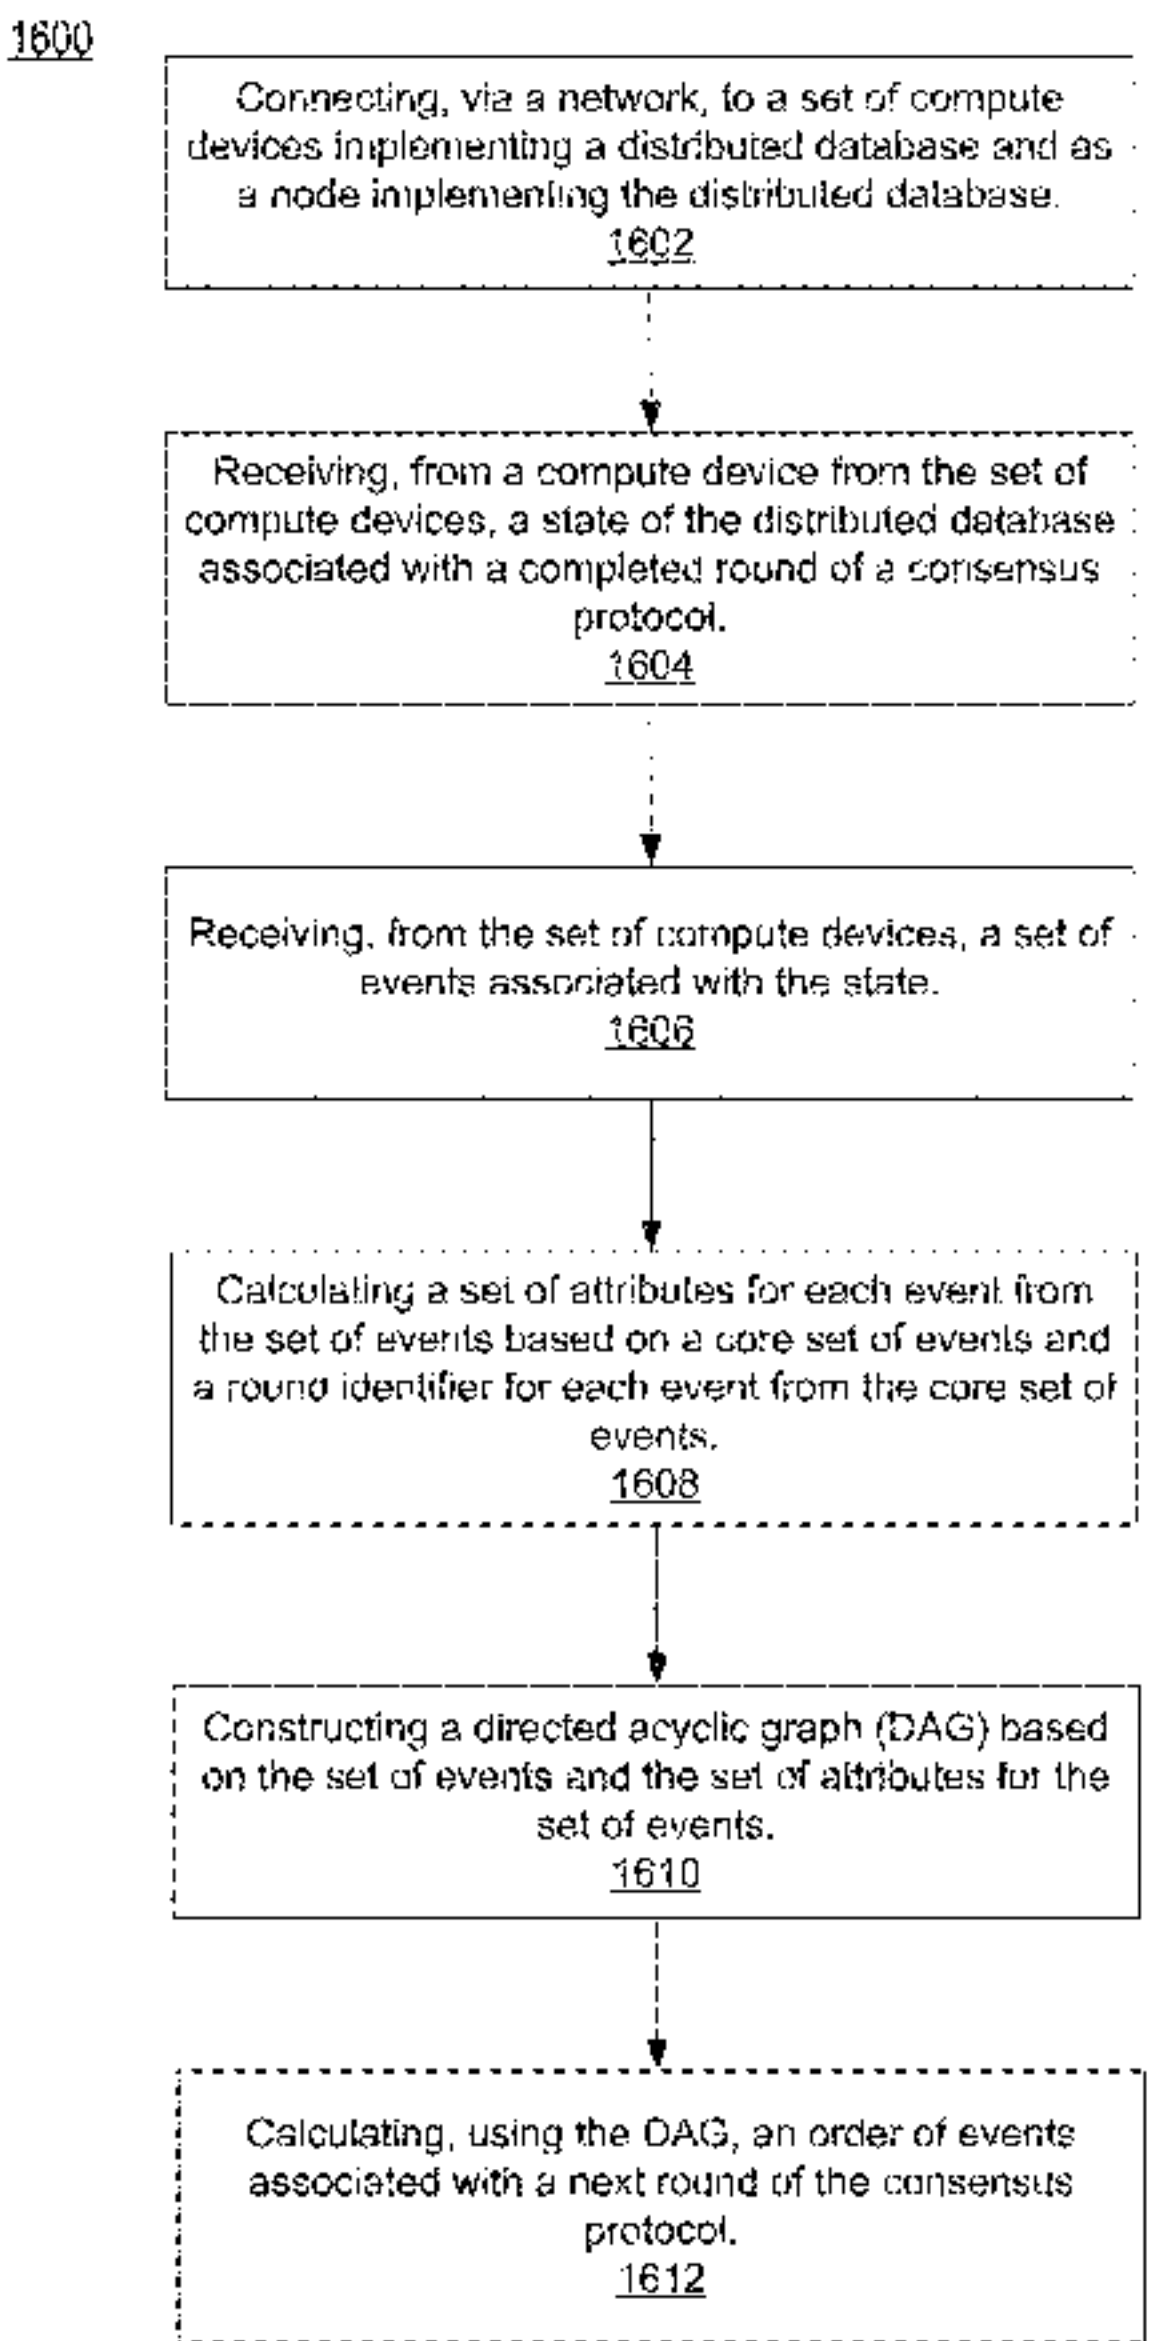 1600
Connecting, via a network, to a set of compute
devices implementing a distributed database and as
a node implementing the distributed database.
1602
Receiving, from a compute device from the set of
compute devices, a state of the distributed database
associated with a completed round of a consensus
protocol.
1604
Receiving, from the set of compute devices, a set of
events associated with the state.
1606
Calculating a set of attributes for each event from
the set of events based on a core set of events and
a round identifier for each event from the core set of
events.
1608
Constructing a directed acyclic graph (DAG) based
on the set of events and the set of attributes for the
set of events.
1610
Calculating, using the DAG, an order of events
associated with a next round of the consensus
protocol.
1612